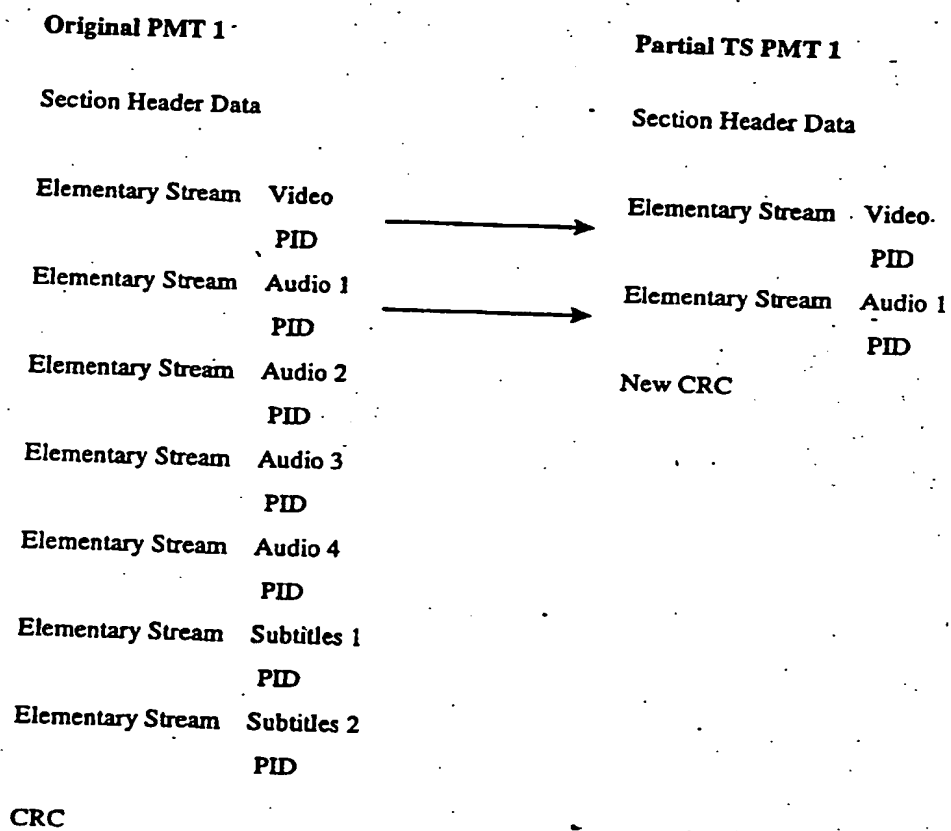 Original PMT 1
Section Header Data
Elementary Stream Video
PID
Elementary Stream Audio 1
PID
Elementary Stream Audio 2
PID
Elementary Stream Audio 3
PID
Elementary Stream Audio 4
PID
Elementary Stream Subtitles 1
PID
Elementary Stream Subtitles 2
PID
CRC
Partial TS PMT 1
Section Header Data
Elementary Stream Video
PID
Elementary Stream Audio 1
PID
New CRC